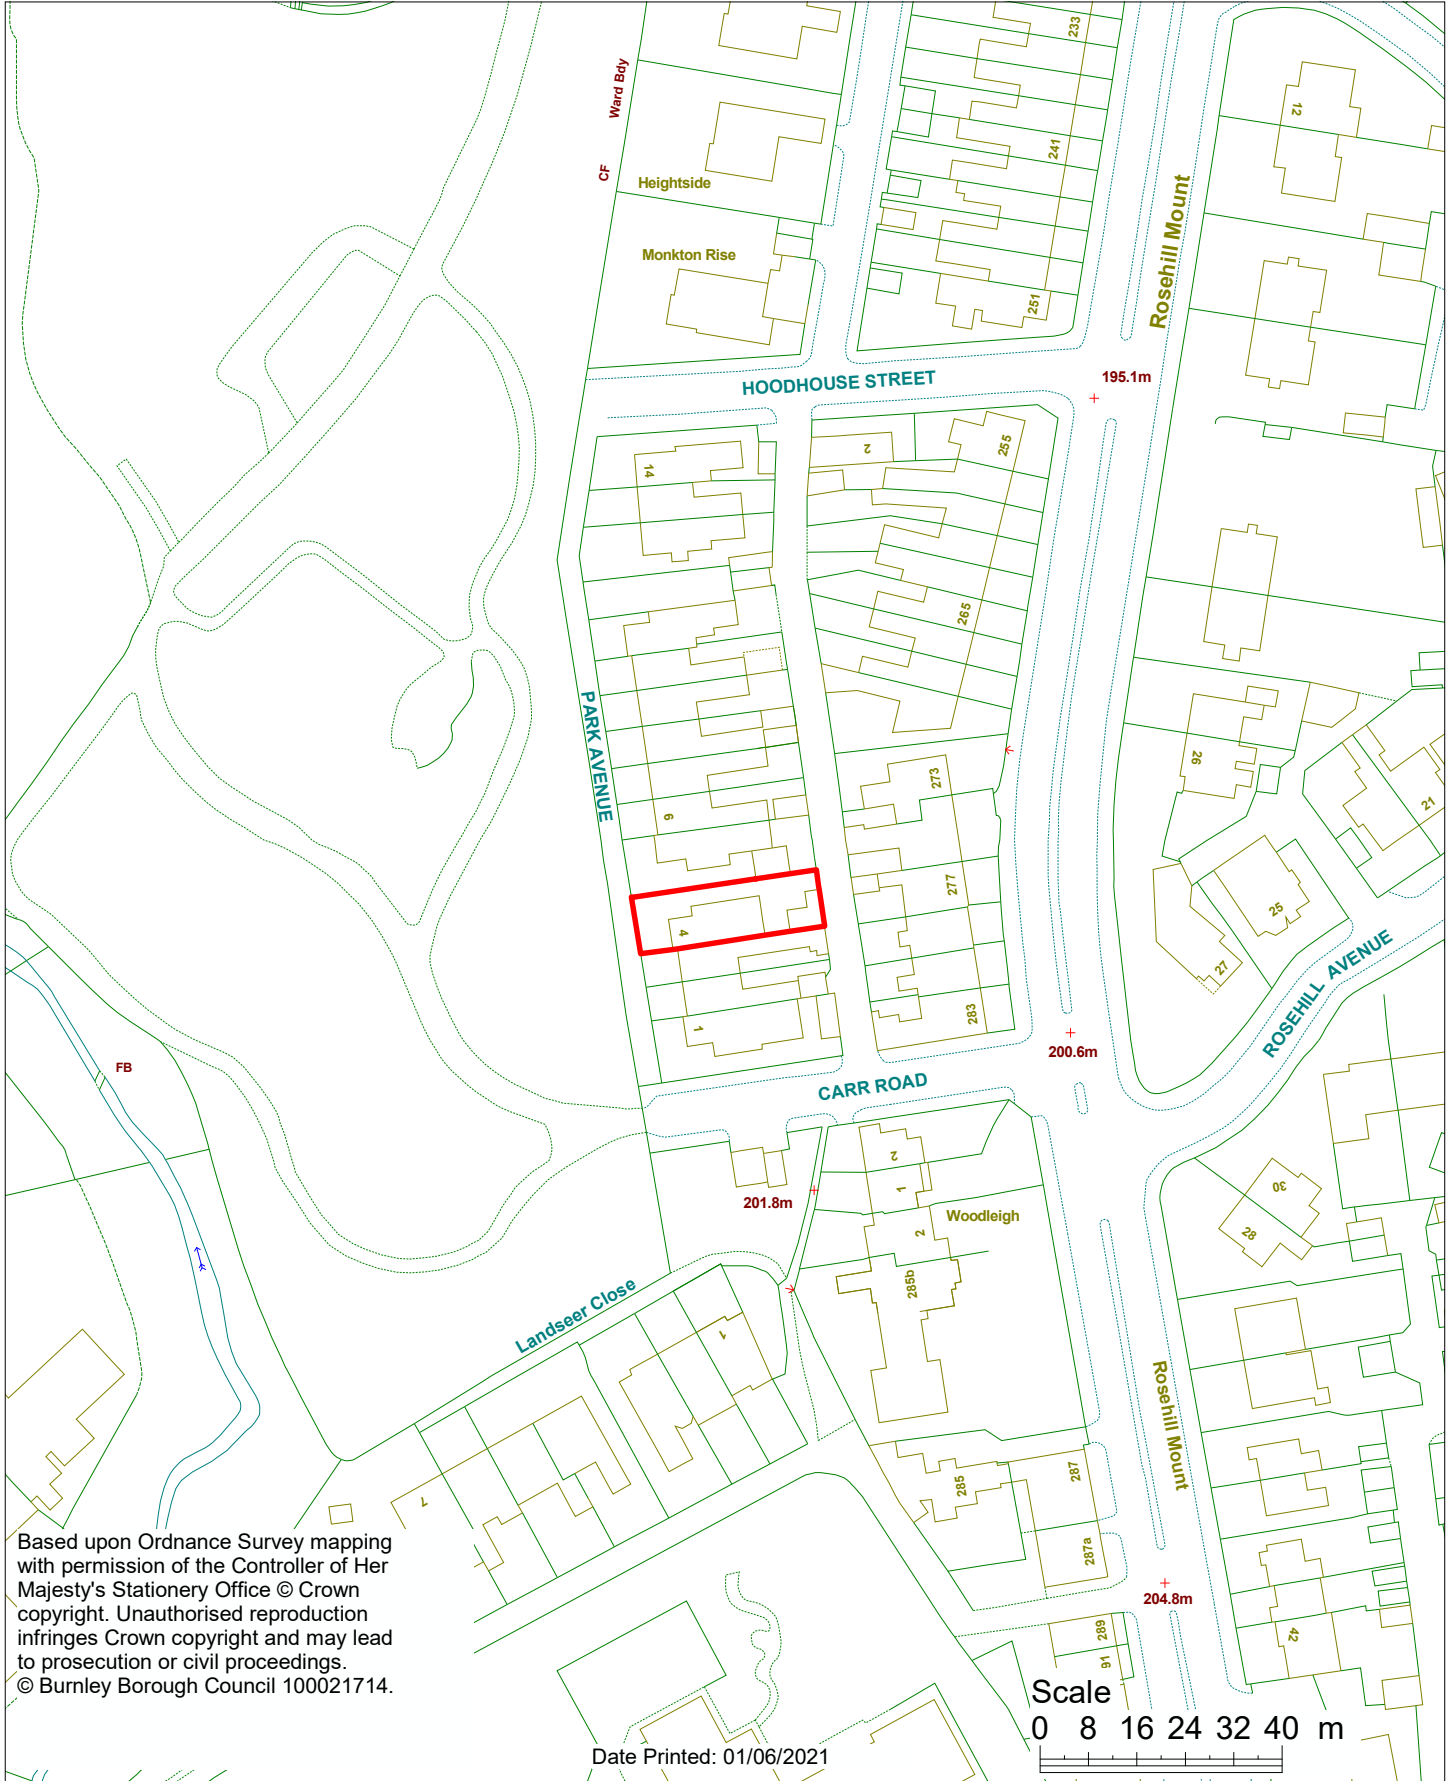 233
Ward Bdy
12
241
CF
Heightside
Rosehill Mount
Monkton Rise
251
195.1m
HOODHOUSE STREET
255
2
14
265
PARK AVENUE
26
273
21
6
277
25
4
ROSEHILL AVENUE
27
283
1
200.6m
FB
CARR ROAD
2
30
1
201.8m
Woodleigh
28
2
285b
Landseer Close
1
Rosehill Mount
287
285
7
287a
Based upon Ordnance Survey mapping
with permission of the Controller of Her
Majesty's Stationery Office © Crown
copyright. Unauthorised reproduction
infringes Crown copyright and may lead
to prosecution or civil proceedings.
© Burnley Borough Council 100021714.
204.8m
289
42
91
Scale
0 8 16 24 32 40 m
Date Printed: 01/06/2021